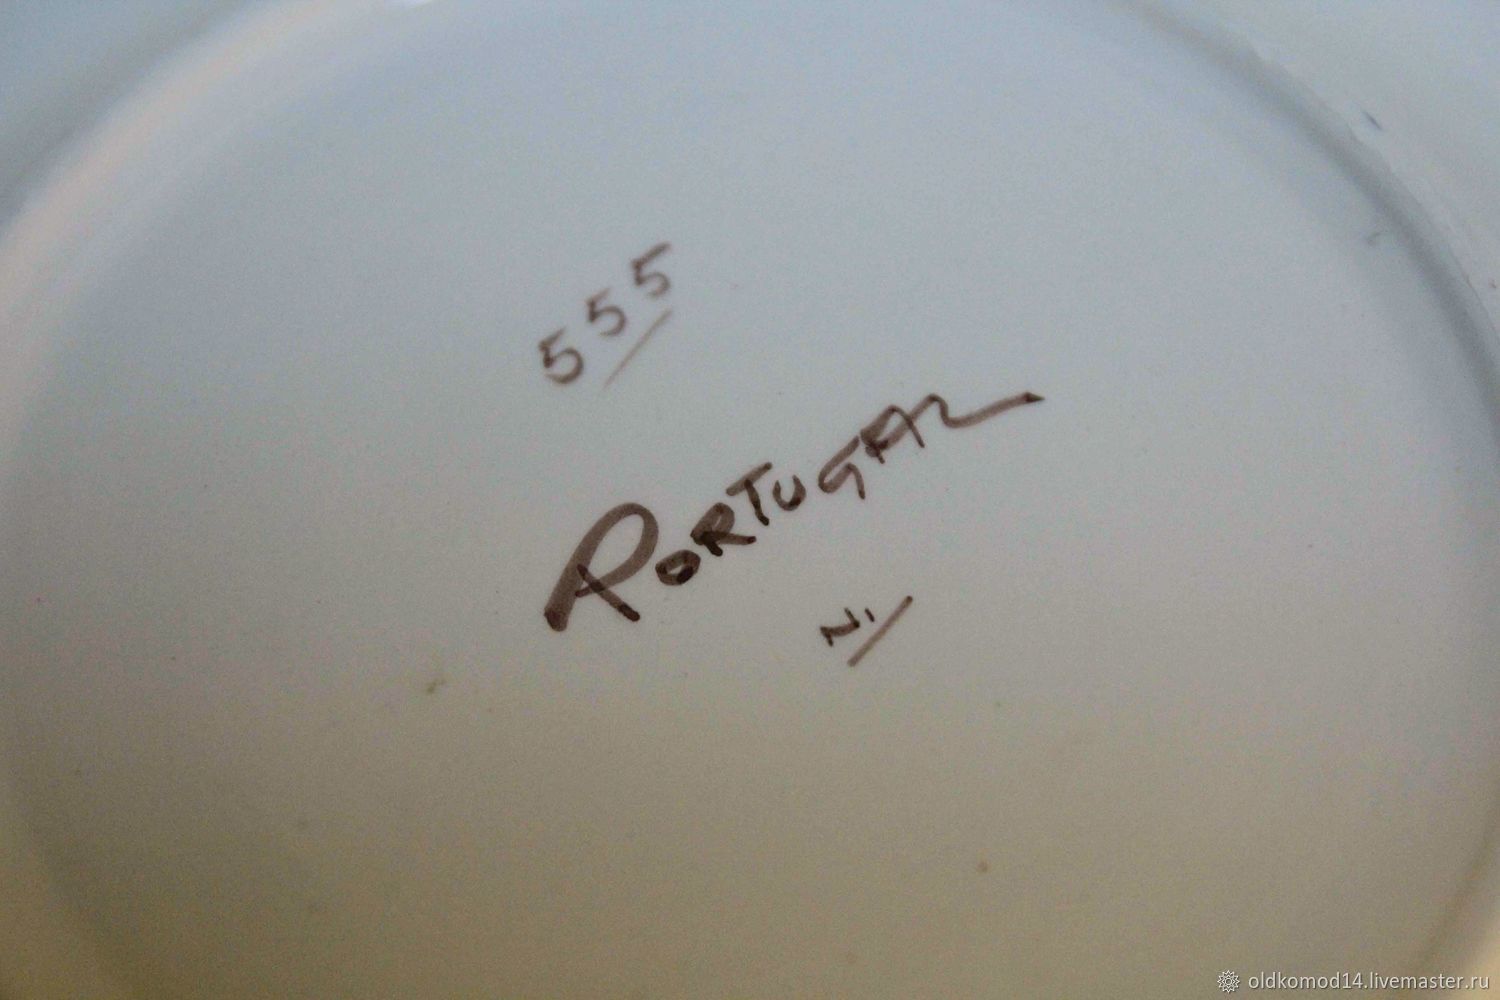 555
PORTUGAL
N.
oldkomod14.livemaster.ru